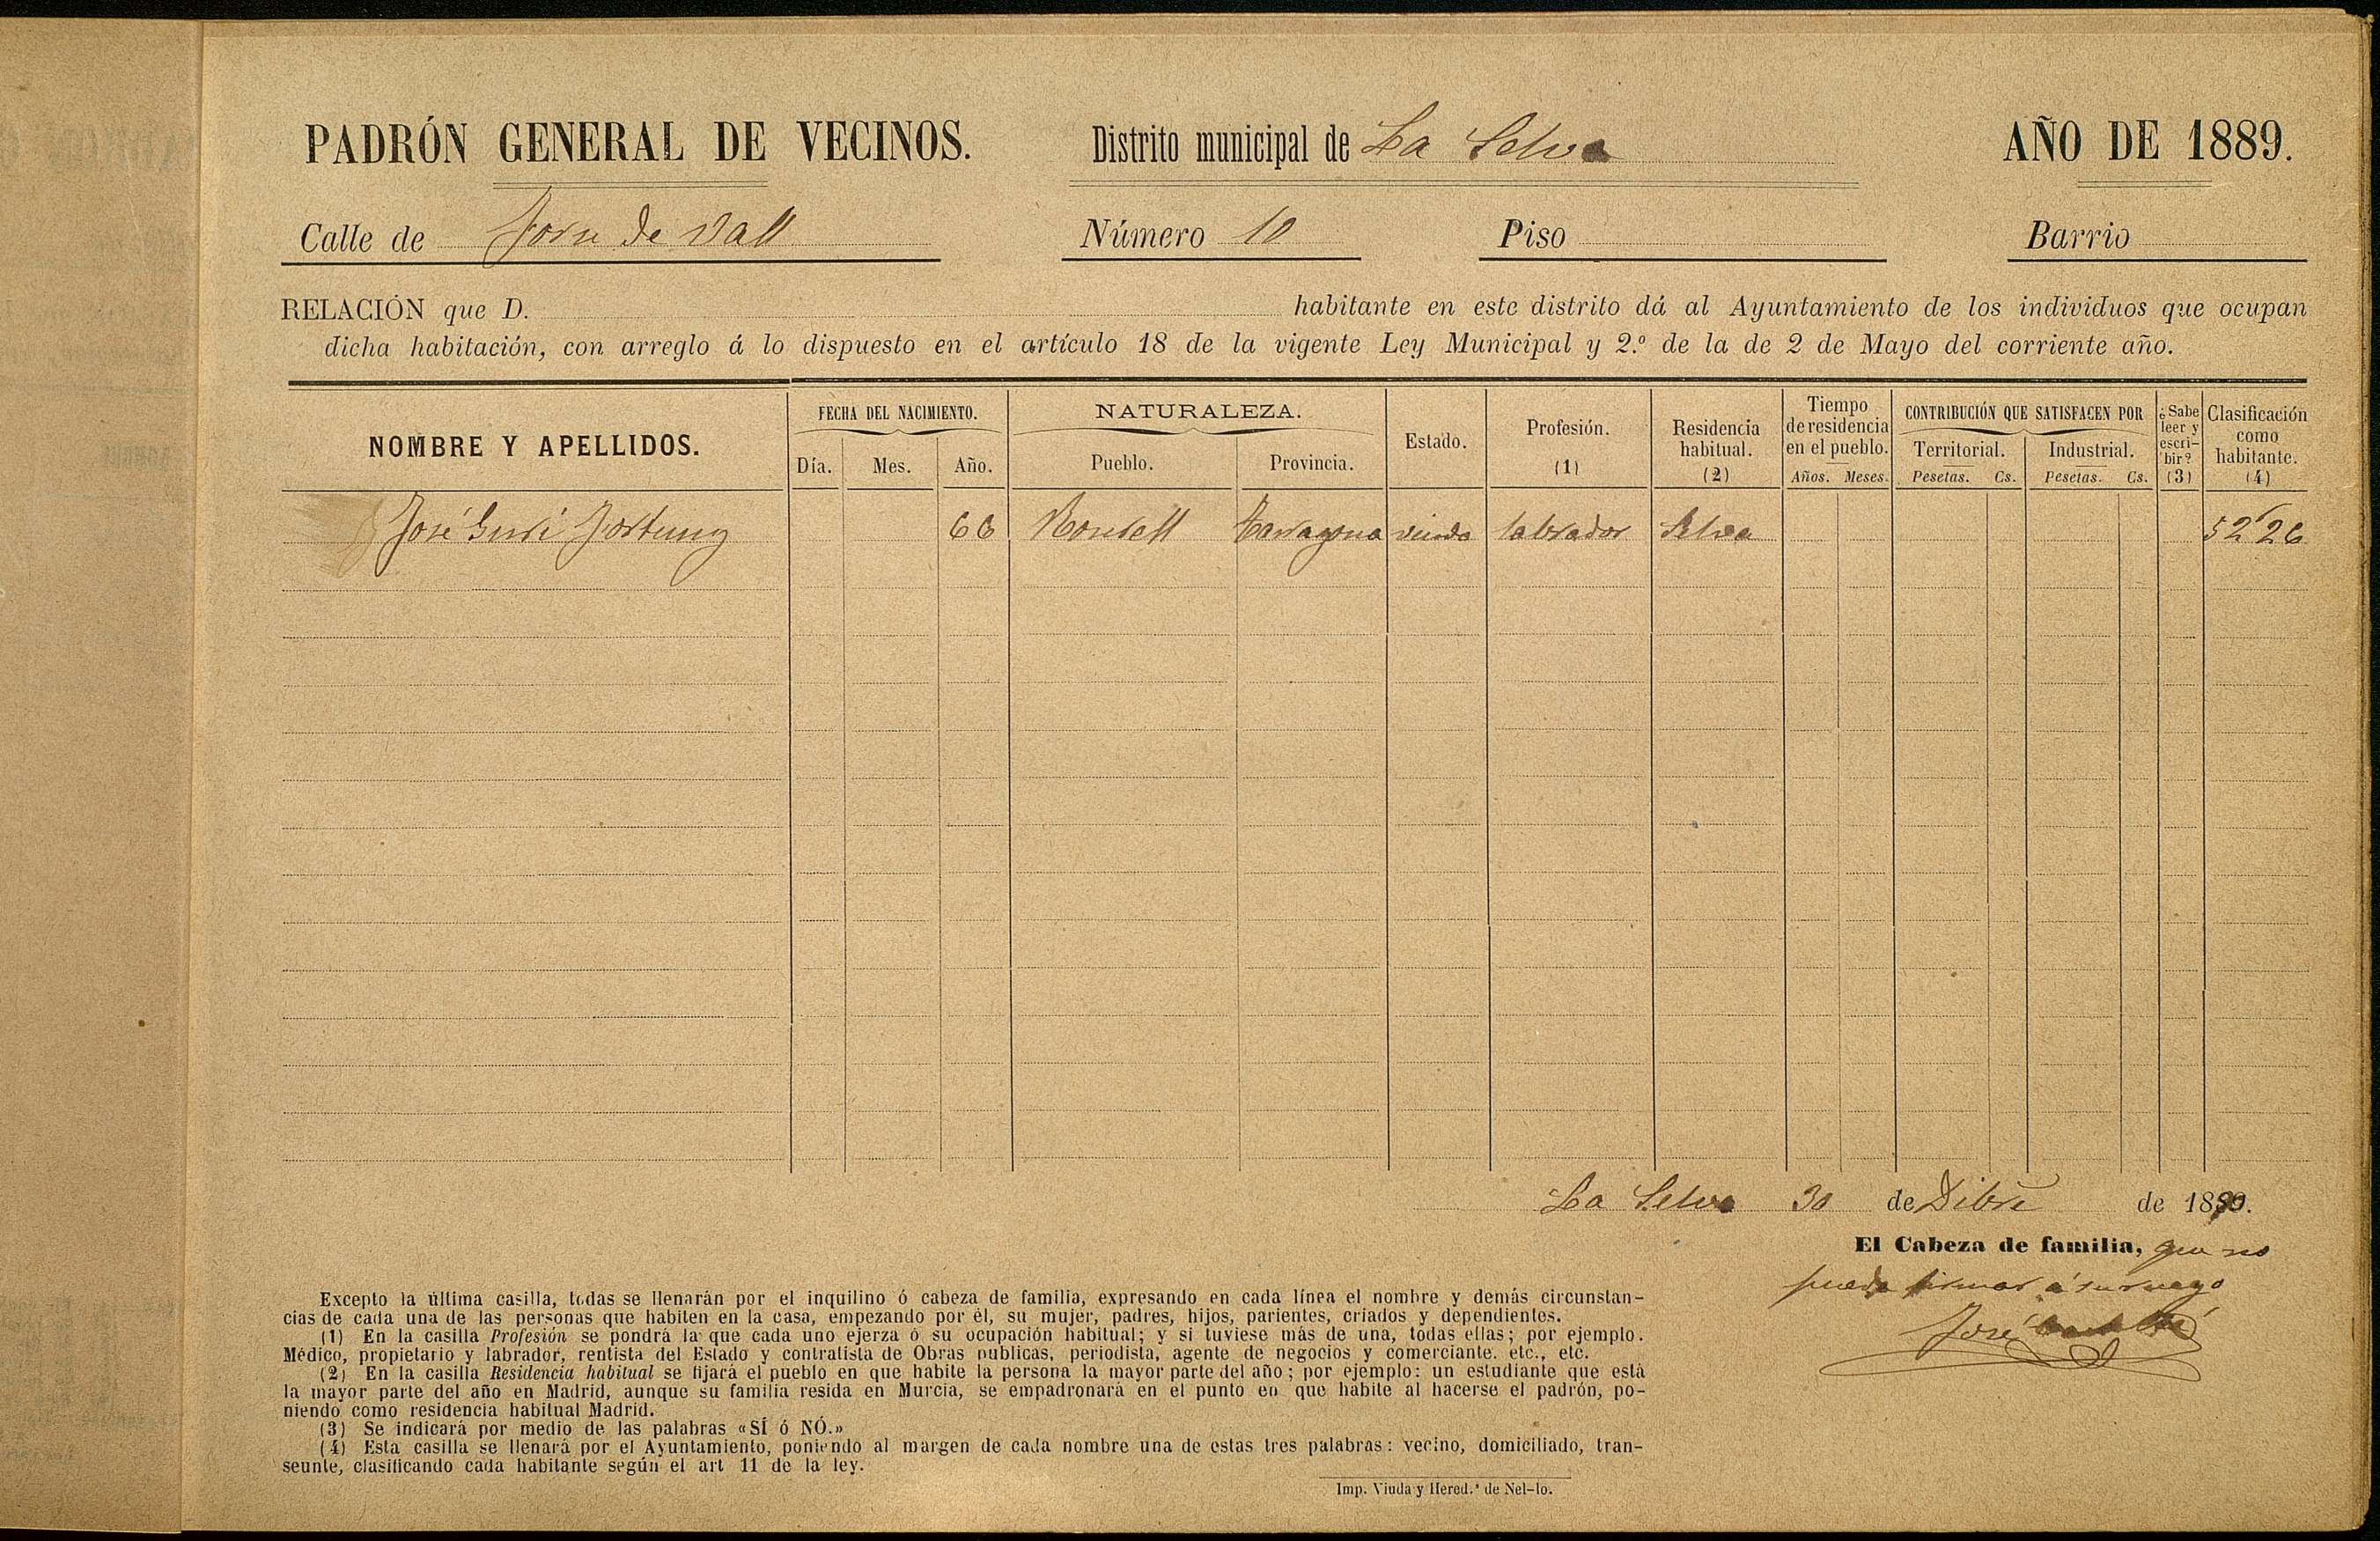 PADRÓN GENERAL DE VECINOS. Distrito municipal de La Selva AÑO DE 1889.
Calle de Forn de Vall Número 10 Piso Barrio
RELACIÓN que D. habitante en este distrito dá al Ayuntamiento de los individuos que ocupan
dicha habitación, con arreglo á lo dispuesto en el artículo 18 de la vigente Ley Municipal y 2.º de la de 2 de Mayo del corriente año.
NOMBRE Y APELLIDOS.
FECHA DEL NACIMIENTO.
Día. Mes. Año.
NATURALEZA.
Pueblo. Provincia.
Estado.
Profesión.
(1)
Residencia
habitual.
(2)
Tiempo
de residencia
en el pueblo.
Años. Meses.
CONTRIBUCIÓN QUE SATISFACEN POR
Territorial. Industrial.
Pesetas. Cs. Pesetas. Cs.
¿Sabe
leer y
escri-
bir?
(3)
Clasificación
como
habitante.
(4)
José Fortuny 66 Tarragona viudo labrador Selva 52'26
La Selva 30 de Dibre de 1890.
El Cabeza de familia, que no
puede firmar á su ruego
José
Excepto la última casilla, todas se llenarán por el inquilino ó cabeza de familia, expresando en cada línea el nombre y demás circunstan-
cias de cada una de las personas que habiten en la casa, empezando por él, su mujer, padres, hijos, parientes, criados y dependientes.
(1) En la casilla Profesión se pondrá la que cada uno ejerza ó su ocupación habitual; y si tuviese más de una, todas ellas; por ejemplo.
Médico, propietario y labrador, rentista del Estado y contratista de Obras públicas, periodista, agente de negocios y comerciante. etc., etc.
(2) En la casilla Residencia habitual se fijará el pueblo en que habite la persona la mayor parte del año; por ejemplo: un estudiante que está
la mayor parte del año en Madrid, aunque su familia resida en Murcia, se empadronará en el punto en que habite al hacerse el padrón, po-
niendo como residencia habitual Madrid.
(3) Se indicará por medio de las palabras «SÍ ó NÓ.»
(4) Esta casilla se llenará por el Ayuntamiento, poniendo al margen de cada nombre una de estas tres palabras: vecino, domiciliado, tran-
seunte, clasificando cada habitante según el art 11 de la ley.
Imp. Viuda y Hered.ª de Nel-lo.